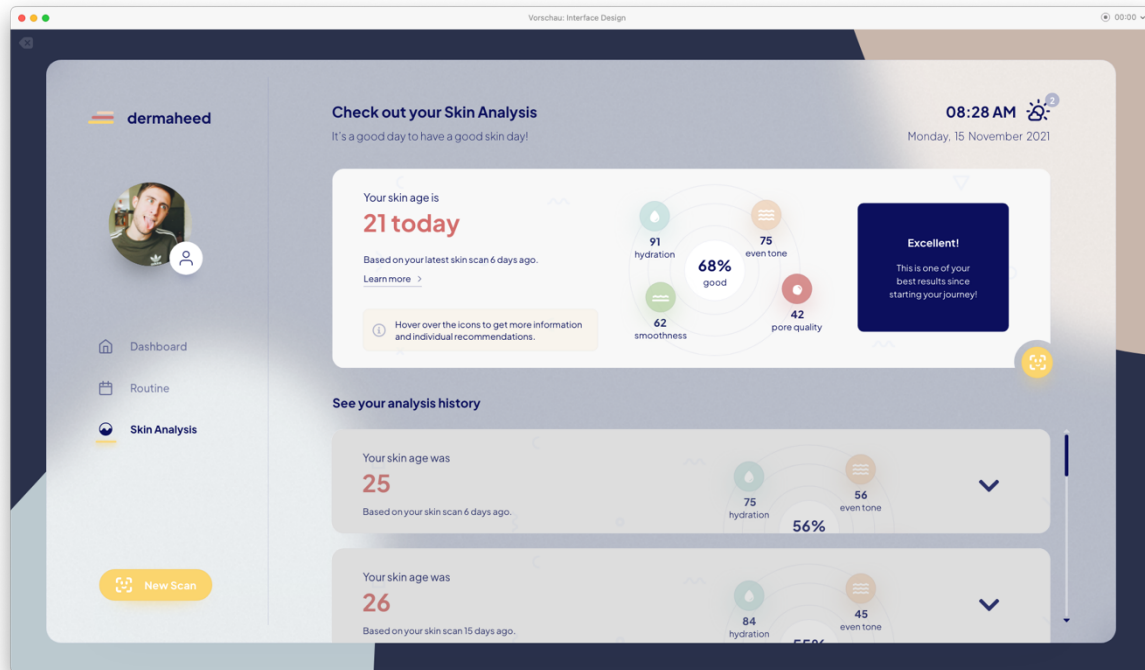 Vorschau: Interface Design
00:00
dermaheed
Check out your Skin Analysis
It's a good day to have a good skin day!
08:28 AM
2
Monday, 15 November 2021
Your skin age is
21 today
Based on your latest skin scan 6 days ago.
Learn more >
Hover over the icons to get more information
and individual recommendations.
91
hydration
75
even tone
68%
good
62
smoothness
42
pore quality
Excellent!
This is one of your
best results since
starting your journey!
Dashboard
Routine
Skin Analysis
New Scan
See your analysis history
Your skin age was
25
Based on your skin scan 6 days ago.
75
hydration
56
even tone
56%
Your skin age was
26
Based on your skin scan 15 days ago.
84
hydration
45
even tone
55%